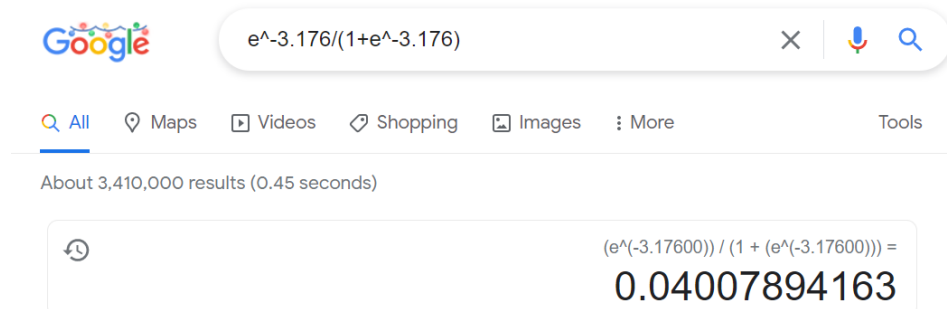 Google
e^-3.176/(1+e^-3.176)
All
Maps
Videos
Shopping
Images
More
Tools
About 3,410,000 results (0.45 seconds)
(e^(-3.17600)) / (1 + (e^(-3.17600))) =
0.04007894163